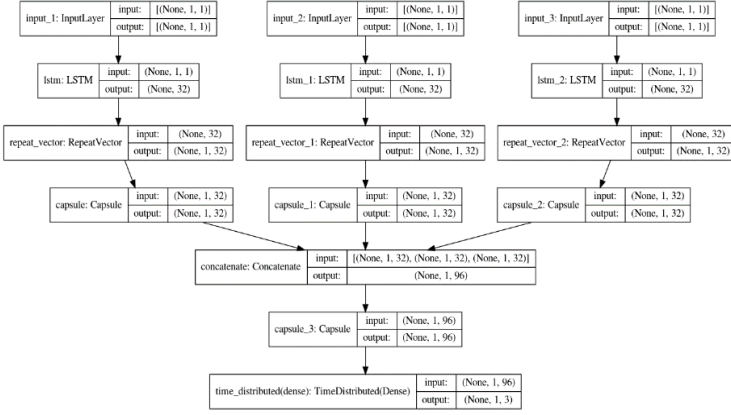 input_1: InputLayer input: [(None, 1, 1)] output: [(None, 1, 1)]
input_2: InputLayer input: [(None, 1, 1)] output: [(None, 1, 1)]
input_3: InputLayer input: [(None, 1, 1)] output: [(None, 1, 1)]
lstm: LSTM input: (None, 1, 1) output: (None, 32)
lstm_1: LSTM input: (None, 1, 1) output: (None, 32)
lstm_2: LSTM input: (None, 1, 1) output: (None, 32)
repeat_vector: RepeatVector input: (None, 32) output: (None, 1, 32)
repeat_vector_1: RepeatVector input: (None, 32) output: (None, 1, 32)
repeat_vector_2: RepeatVector input: (None, 32) output: (None, 1, 32)
capsule: Capsule input: (None, 1, 32) output: (None, 1, 32)
capsule_1: Capsule input: (None, 1, 32) output: (None, 1, 32)
capsule_2: Capsule input: (None, 1, 32) output: (None, 1, 32)
concatenate: Concatenate input: [(None, 1, 32), (None, 1, 32), (None, 1, 32)] output: (None, 1, 96)
capsule_3: Capsule input: (None, 1, 96) output: (None, 1, 96)
time_distributed(dense): TimeDistributed(Dense) input: (None, 1, 96) output: (None, 1, 3)